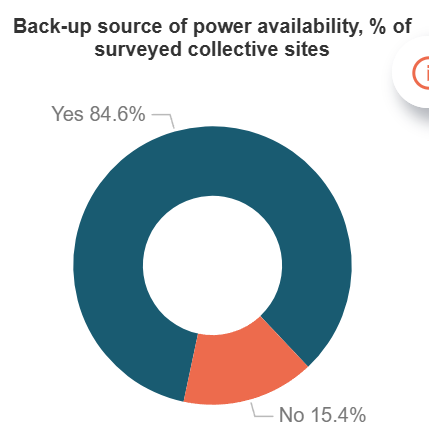 Back-up source of power availability, % of
surveyed collective sites
Yes 84.6%
No 15.4%